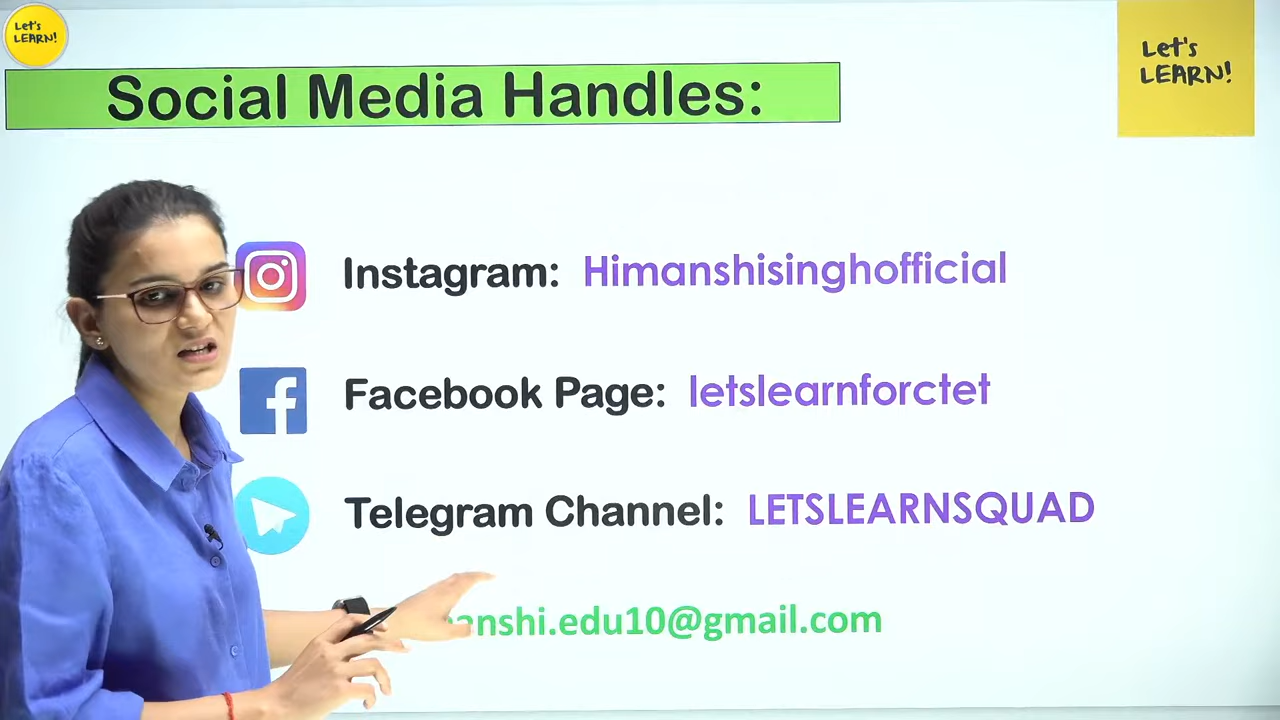 Let's
LEARN!
Let's
LEARN!
Social Media Handles:
Instagram: Himanshisinghofficial
Facebook Page: letslearnforctet
Telegram Channel: LETSLEARNSQUAD
anshi.edu10@gmail.com